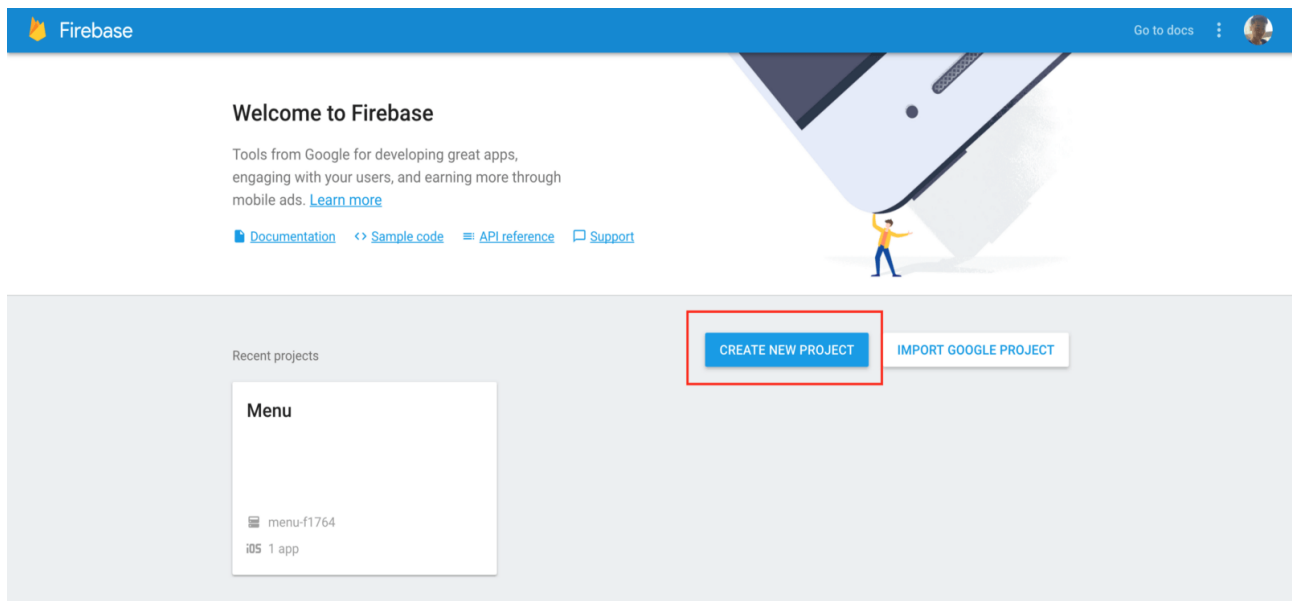 Firebase
Go to docs
Welcome to Firebase
Tools from Google for developing great apps,
engaging with your users, and earning more through
mobile ads. Learn more
Documentation <> Sample code API reference Support
Recent projects
CREATE NEW PROJECT
IMPORT GOOGLE PROJECT
Menu
menu-f1764
iOS 1 app